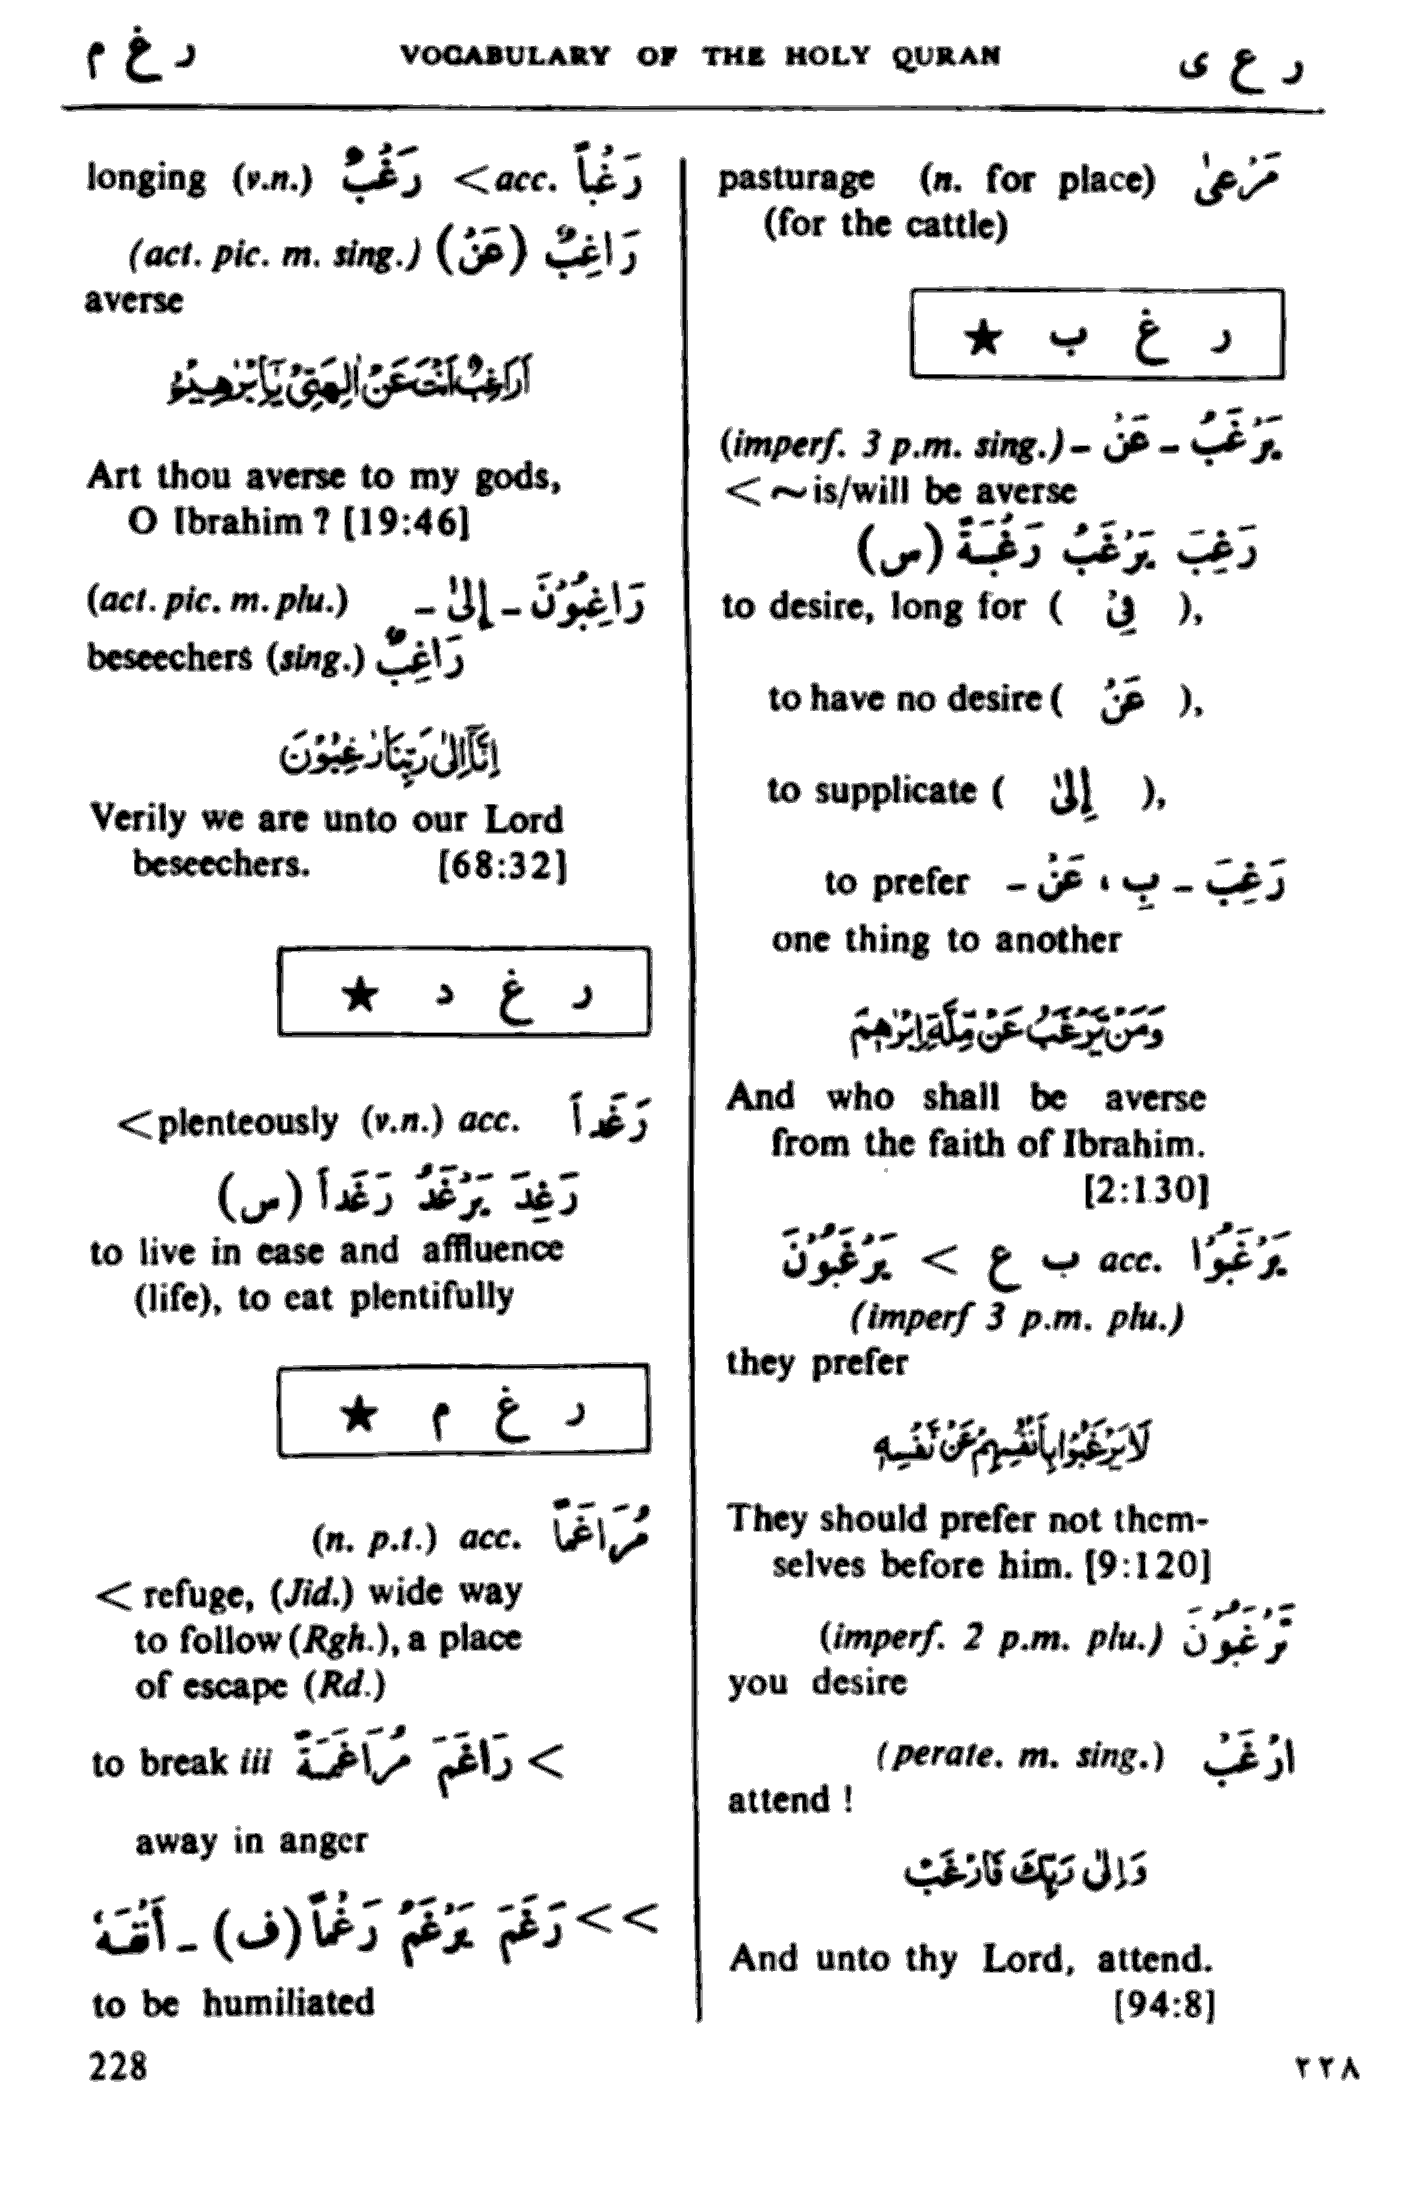 ر غ م VOCABULARY OF THE HOLY QURAN ر ع ى
pasturage (n. for place) مَرْعىٰ
(for the cattle)
ر غ ب ★
(imperf. 3 p.m. sing.) - يَرْغَبُ - عَنْ
< ~ is/will be averse
رَغِبَ يَرْغَبُ رَغْبَةً (س)
to desire, long for ( فِيْ ),
to have no desire ( عَنْ ),
to supplicate ( إِلىٰ ),
to prefer - رَغِبَ - بِ ، عَنْ
one thing to another
وَمَنْ يَّرْغَبُ عَنْ مِّلَّةِ اِبْرٰهٖمَ
And who shall be averse
from the faith of Ibrahim.
[2:130]
يَرْغَبُوْا acc. ب ع > يَرْغَبُوْنَ
(imperf 3 p.m. plu.)
they prefer
لَا يَرْغَبُوْا بِاَنْفُسِهِمْ عَنْ نَّفْسِهٖ
They should prefer not them-
selves before him. [9:120]
(imperf. 2 p.m. plu.) تَرْغَبُوْنَ
you desire
(perate. m. sing.) ارْغَبْ
attend !
وَاِلٰى رَبِّكَ فَارْغَبْ
And unto thy Lord, attend.
[94:8]
longing (v.n.) رَغْبٌ < acc. رَغْباً
(act. pic. m. sing.) رَاغِبٌ (عَنْ)
averse
اَرَاغِبٌ اَنْتَ عَنْ اٰلِهَتِيْ يٰٓاِبْرٰهِيْمُ
Art thou averse to my gods,
O Ibrahim ? [19:46]
(act. pic. m. plu.) رَاغِبُوْنَ - إِلىٰ -
beseechers (sing.) رَاغِبٌ
اِنَّآ اِلٰى رَبِّنَا رٰغِبُوْنَ
Verily we are unto our Lord
beseechers. [68:32]
ر غ د ★
< plenteously (v.n.) acc. رَغَداً
رَغِدَ يَرْغَدُ رَغَداً (س)
to live in ease and affluence
(life), to eat plentifully
ر غ م ★
(n. p.t.) acc. مُرَاغَماً
< refuge, (Jid.) wide way
to follow (Rgh.), a place
of escape (Rd.)
to break iii رَاغَمَ مُرَاغَمَةً <
away in anger
رَغَمَ يَرْغَمُ رَغْماً (ف) - أَنْفَهُ < <
to be humiliated
228 ٢٢٨